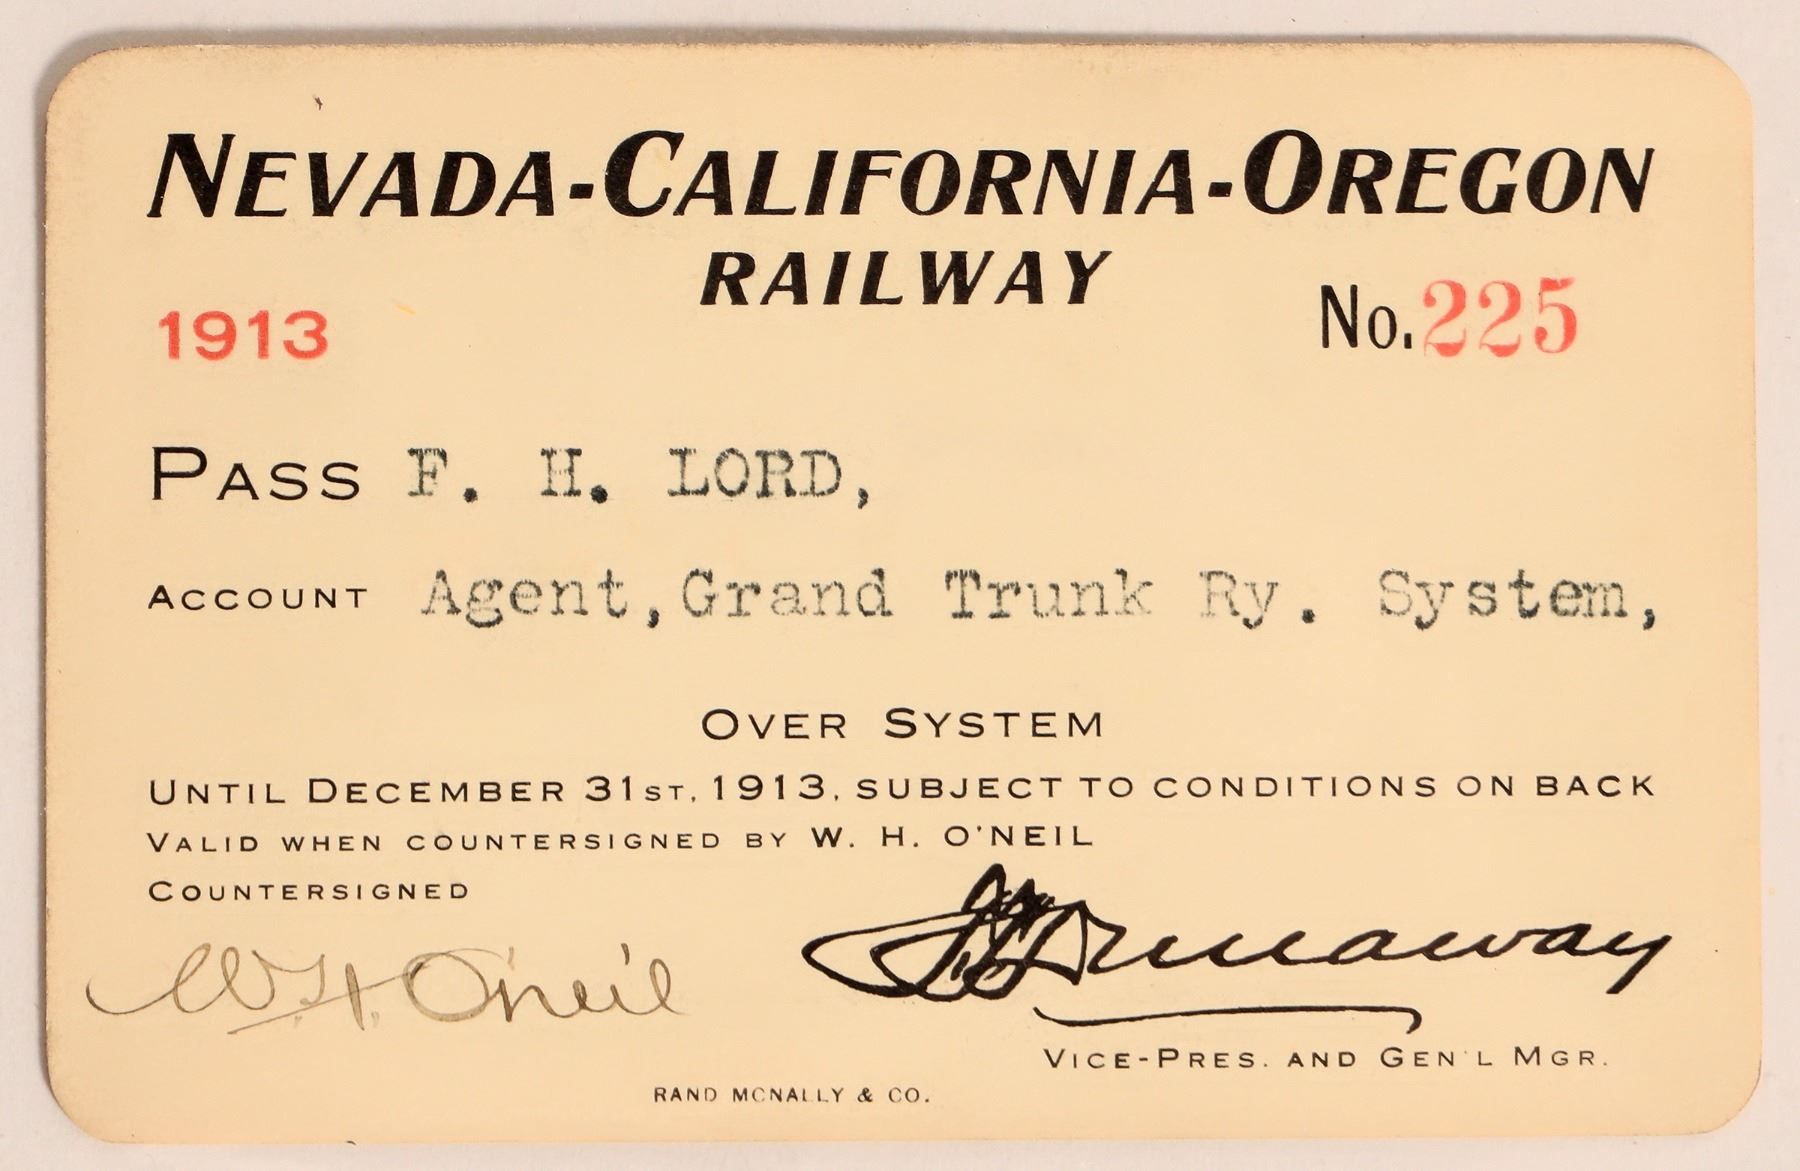 NEVADA-CALIFORNIA-OREGON
RAILWAY
1913
No. 225
PASS F. H. LORD,
ACCOUNT Agent, Grand Trunk Ry. System,
OVER SYSTEM
UNTIL DECEMBER 31ST, 1913, SUBJECT TO CONDITIONS ON BACK
VALID WHEN COUNTERSIGNED BY W. H. O'NEIL
COUNTERSIGNED
W. H. O'Neil
VICE-PRES. AND GEN'L MGR.
RAND MCNALLY & CO.